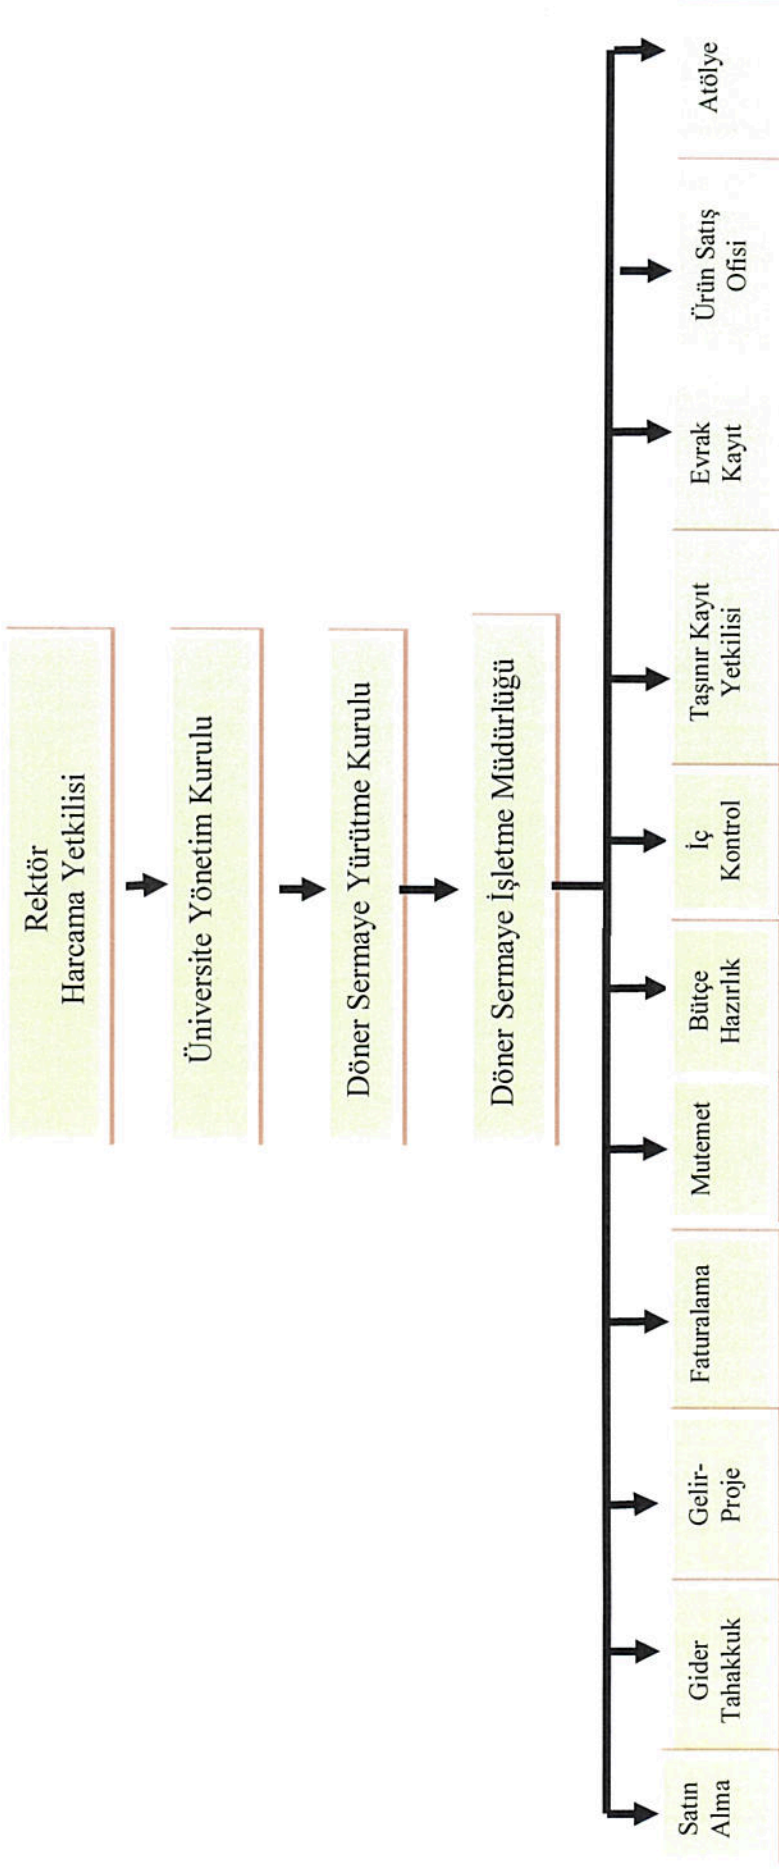 Rektör
Harcama Yetkilisi
Üniversite Yönetim Kurulu
Döner Sermaye Yürütme Kurulu
Döner Sermaye İşletme Müdürlüğü
Satın
Alma
Gider
Tahakkuk
Gelir-
Proje
Faturalama
Mutemet
Bütçe
Hazırlık
İç
Kontrol
Taşınır Kayıt
Yetkilisi
Evrak
Kayıt
Ürün Satış
Ofisi
Atölye